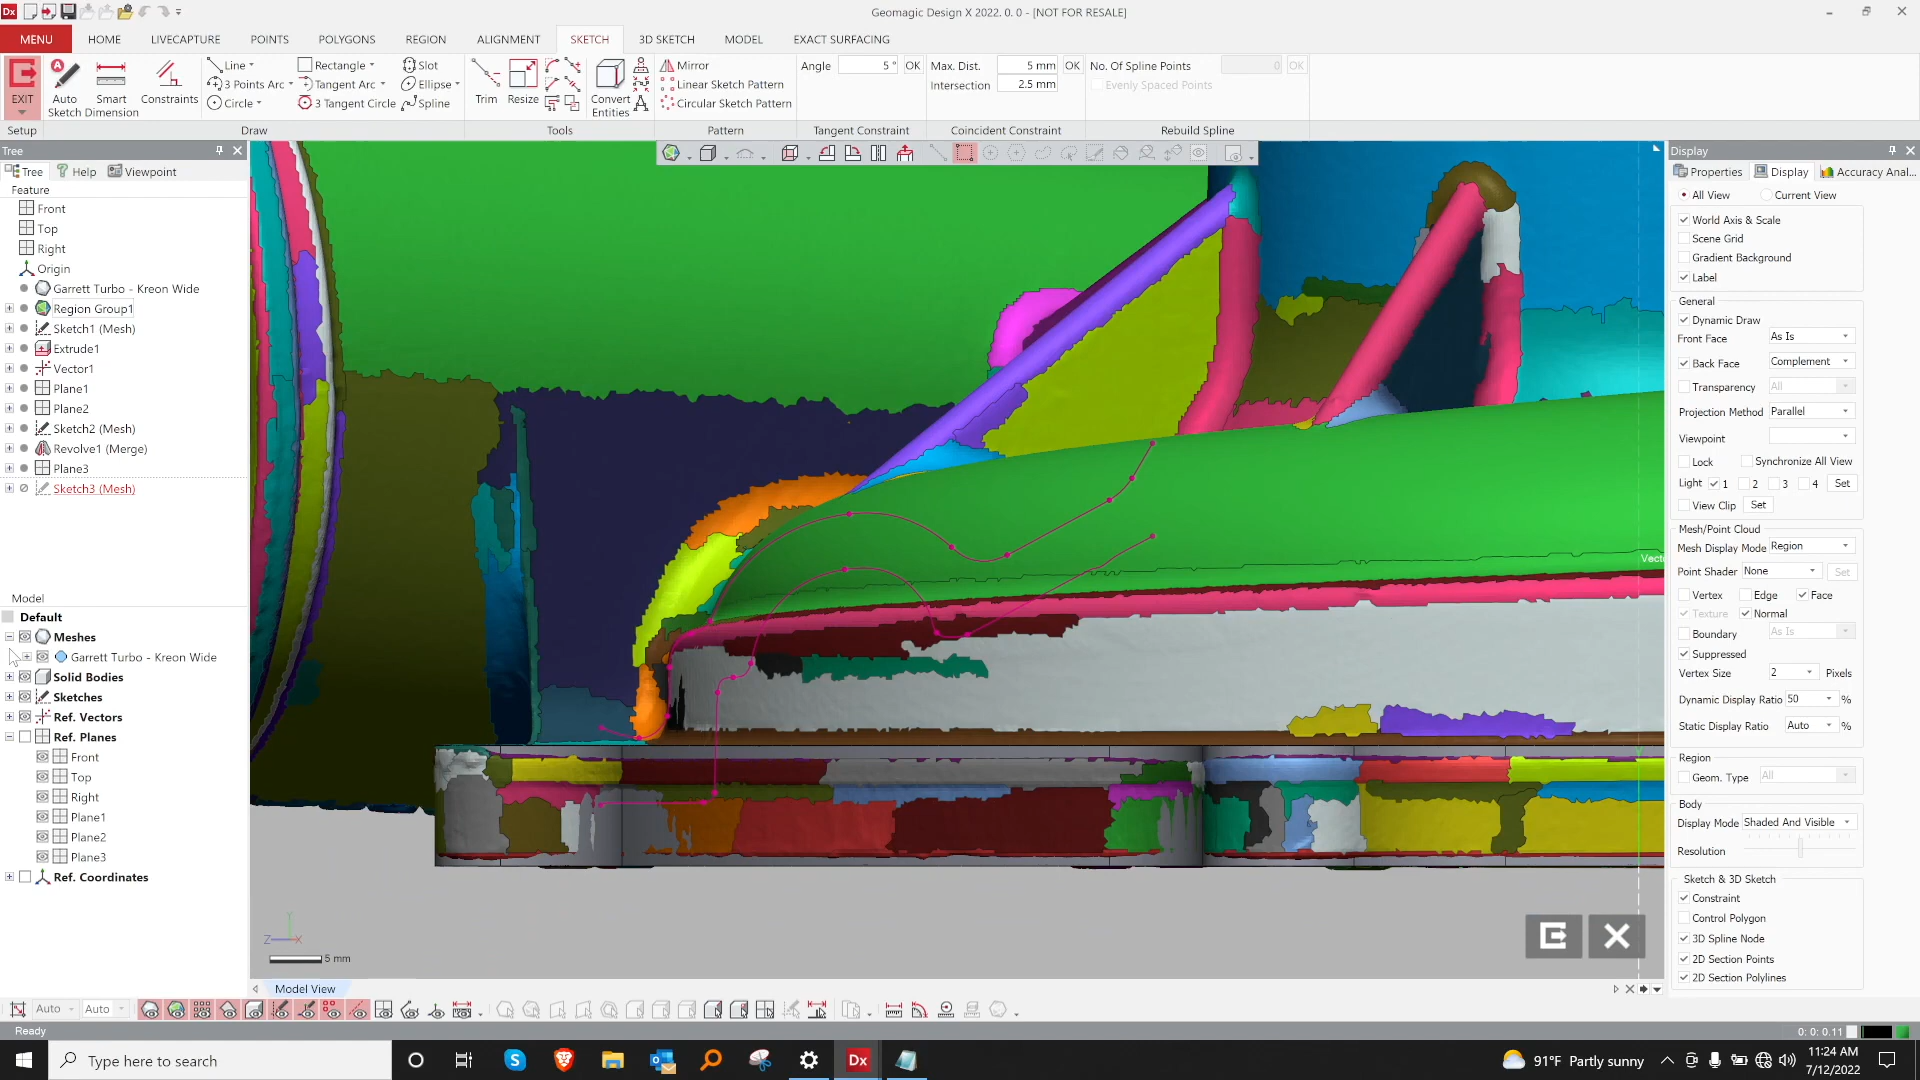 Dx
Geomagic Design X 2022. 0. 0 - [NOT FOR RESALE]
MENU HOME LIVECAPTURE POINTS POLYGONS REGION ALIGNMENT SKETCH 3D SKETCH MODEL EXACT SURFACING
EXIT
Auto Sketch
Smart Dimension
Constraints
Line Rectangle Slot
3 Points Arc Tangent Arc Ellipse
Circle 3 Tangent Circle Spline
Trim Resize Convert Entities
Mirror
Linear Sketch Pattern
Circular Sketch Pattern
Angle 5 ° OK
Max. Dist. 5 mm OK
Intersection 2.5 mm
No. Of Spline Points 0 OK
Evenly Spaced Points
Setup Draw Tools Pattern Tangent Constraint Coincident Constraint Rebuild Spline
Tree
Tree Help Viewpoint
Feature
Front
Top
Right
Origin
Garrett Turbo - Kreon Wide
Region Group1
Sketch1 (Mesh)
Extrude1
Vector1
Plane1
Plane2
Sketch2 (Mesh)
Revolve1 (Merge)
Plane3
Sketch3 (Mesh)
Model
Default
Meshes
Garrett Turbo - Kreon Wide
Solid Bodies
Sketches
Ref. Vectors
Ref. Planes
Front
Top
Right
Plane1
Plane2
Plane3
Ref. Coordinates
Vecto
Y
Z X
5 mm
Model View
Display
Properties Display Accuracy Anal...
All View Current View
World Axis & Scale
Scene Grid
Gradient Background
Label
General
Dynamic Draw
Front Face As Is
Back Face Complement
Transparency All
Projection Method Parallel
Viewpoint
Lock Synchronize All View
Light 1 2 3 4 Set
View Clip Set
Mesh/Point Cloud
Mesh Display Mode Region
Point Shader None Set
Vertex Edge Face
Texture Normal
Boundary As Is
Suppressed
Vertex Size 2 Pixels
Dynamic Display Ratio 50 %
Static Display Ratio Auto %
Region
Geom. Type All
Body
Display Mode Shaded And Visible
Resolution
Sketch & 3D Sketch
Constraint
Control Polygon
3D Spline Node
2D Section Points
2D Section Polylines
Auto Auto
Ready
0: 0: 0.11
Type here to search
Dx
91°F Partly sunny
11:24 AM
7/12/2022